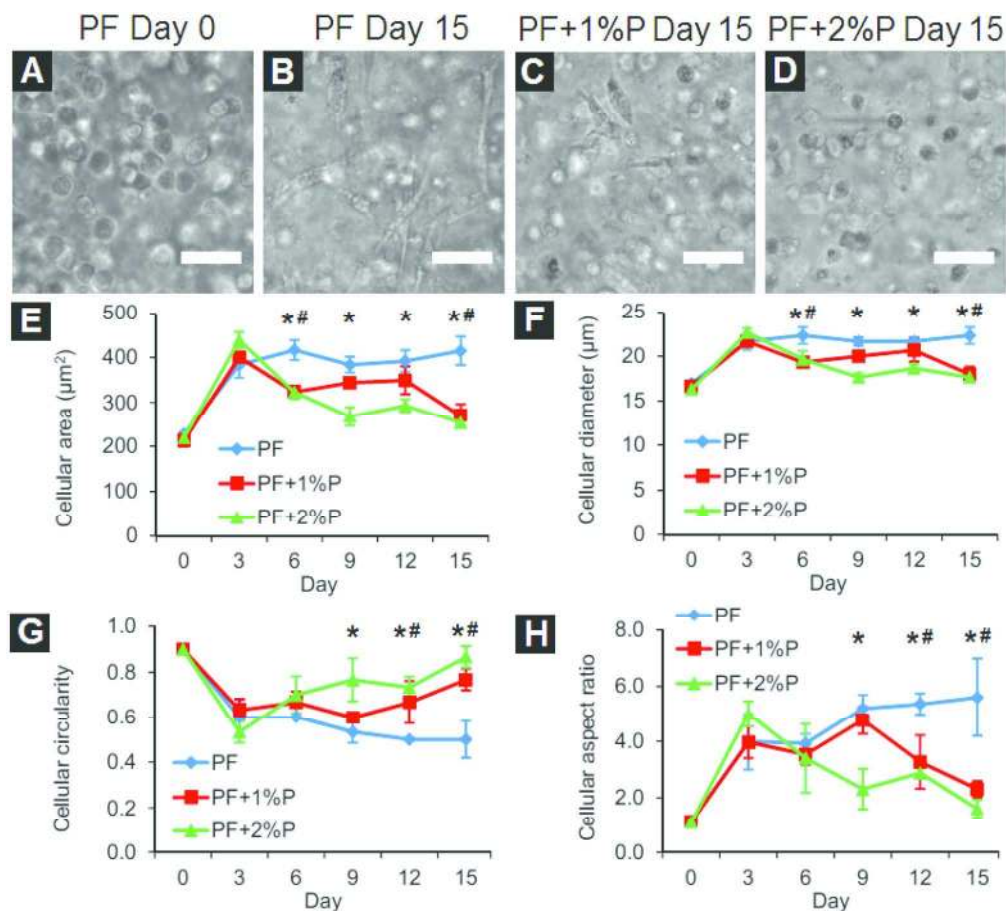 PF Day 0 PF Day 15 PF+1%P Day 15 PF+2%P Day 15
A B C D
E
500
400
300
200
100
0
Cellular area (µm²)
*# * * *#
PF
PF+1%P
PF+2%P
0 3 6 9 12 15
Day
F
25
20
15
10
5
0
Cellular diameter (µm)
*# * * *#
PF
PF+1%P
PF+2%P
0 3 6 9 12 15
Day
G
1.0
0.8
0.6
0.4
0.2
0.0
Cellular circularity
* *# *#
PF
PF+1%P
PF+2%P
0 3 6 9 12 15
Day
H
8.0
6.0
4.0
2.0
0.0
Cellular aspect ratio
PF
PF+1%P
PF+2%P
* *# *#
0 3 6 9 12 15
Day